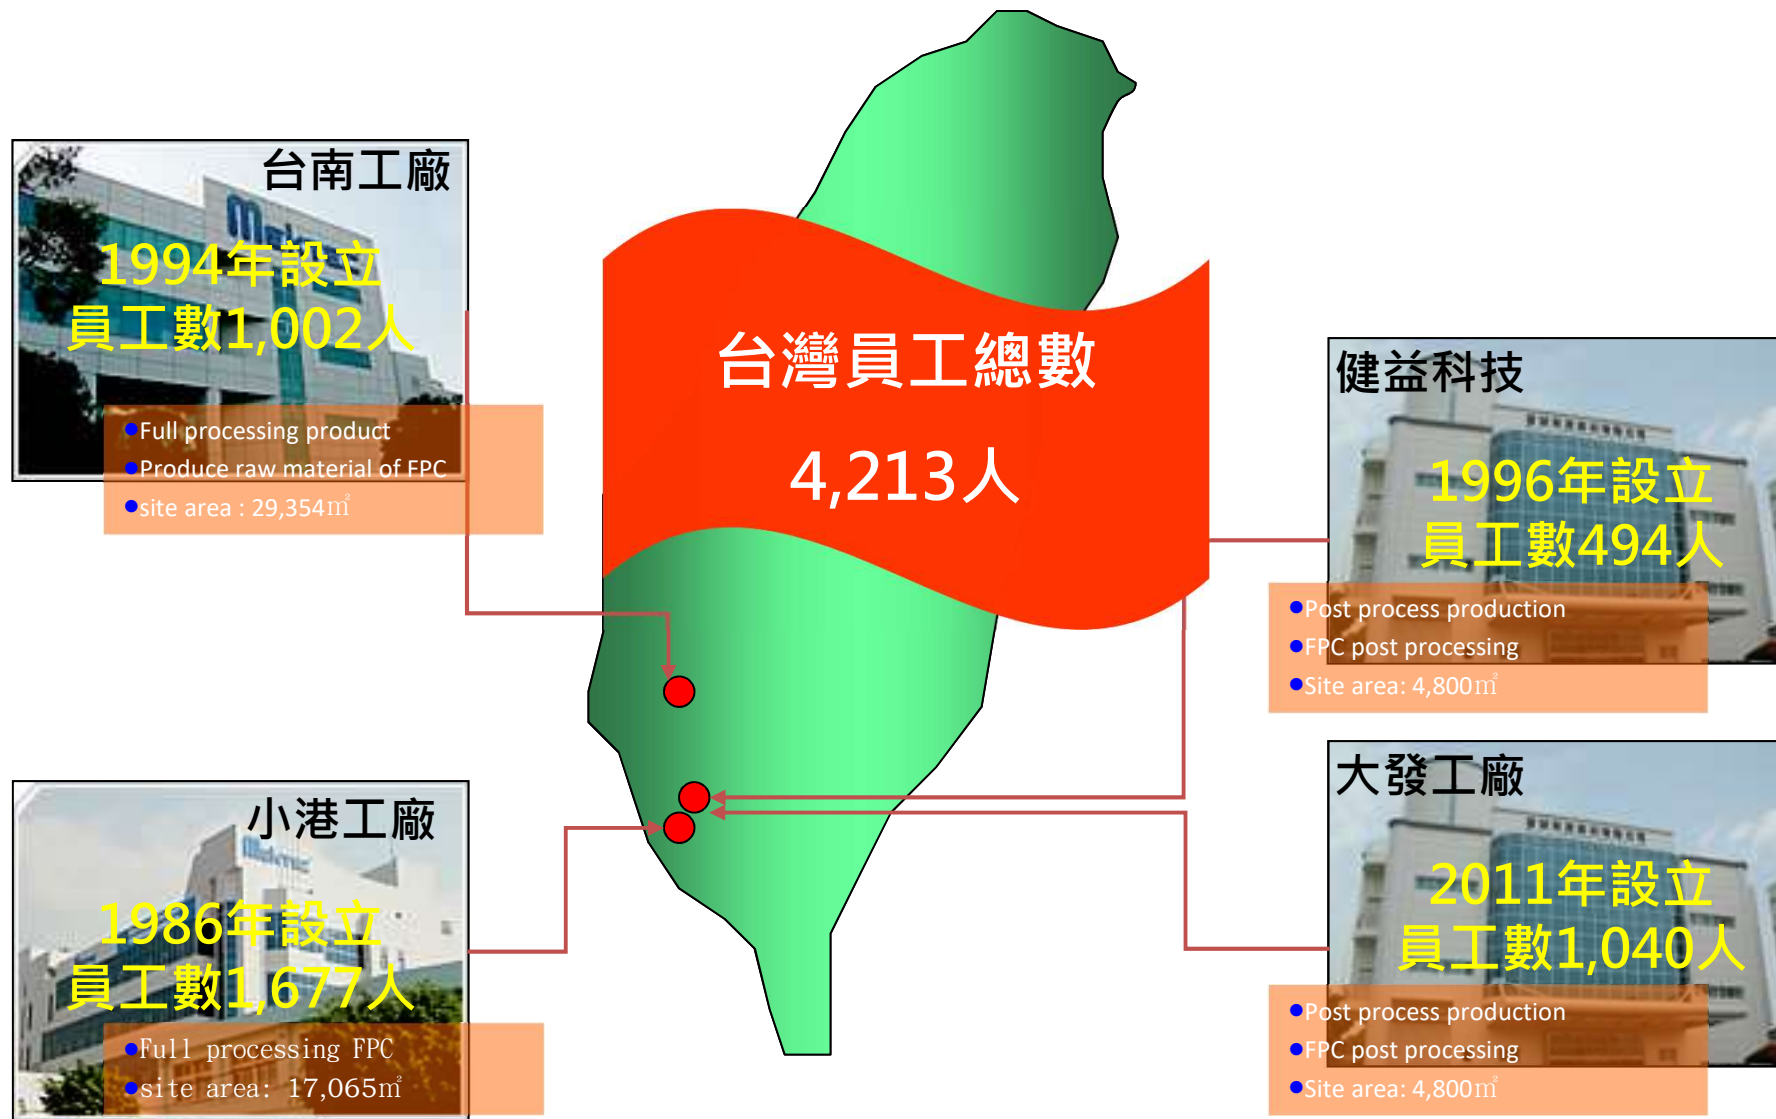 台南工廠
1994年設立
員工數1,002人
●Full processing product
●Produce raw material of FPC
●site area : 29,354㎡
台灣員工總數
4,213人
健益科技
1996年設立
員工數494人
●Post process production
●FPC post processing
●Site area: 4,800㎡
小港工廠
1986年設立
員工數1,677人
●Full processing FPC
●site area: 17,065㎡
大發工廠
2011年設立
員工數1,040人
●Post process production
●FPC post processing
●Site area: 4,800㎡